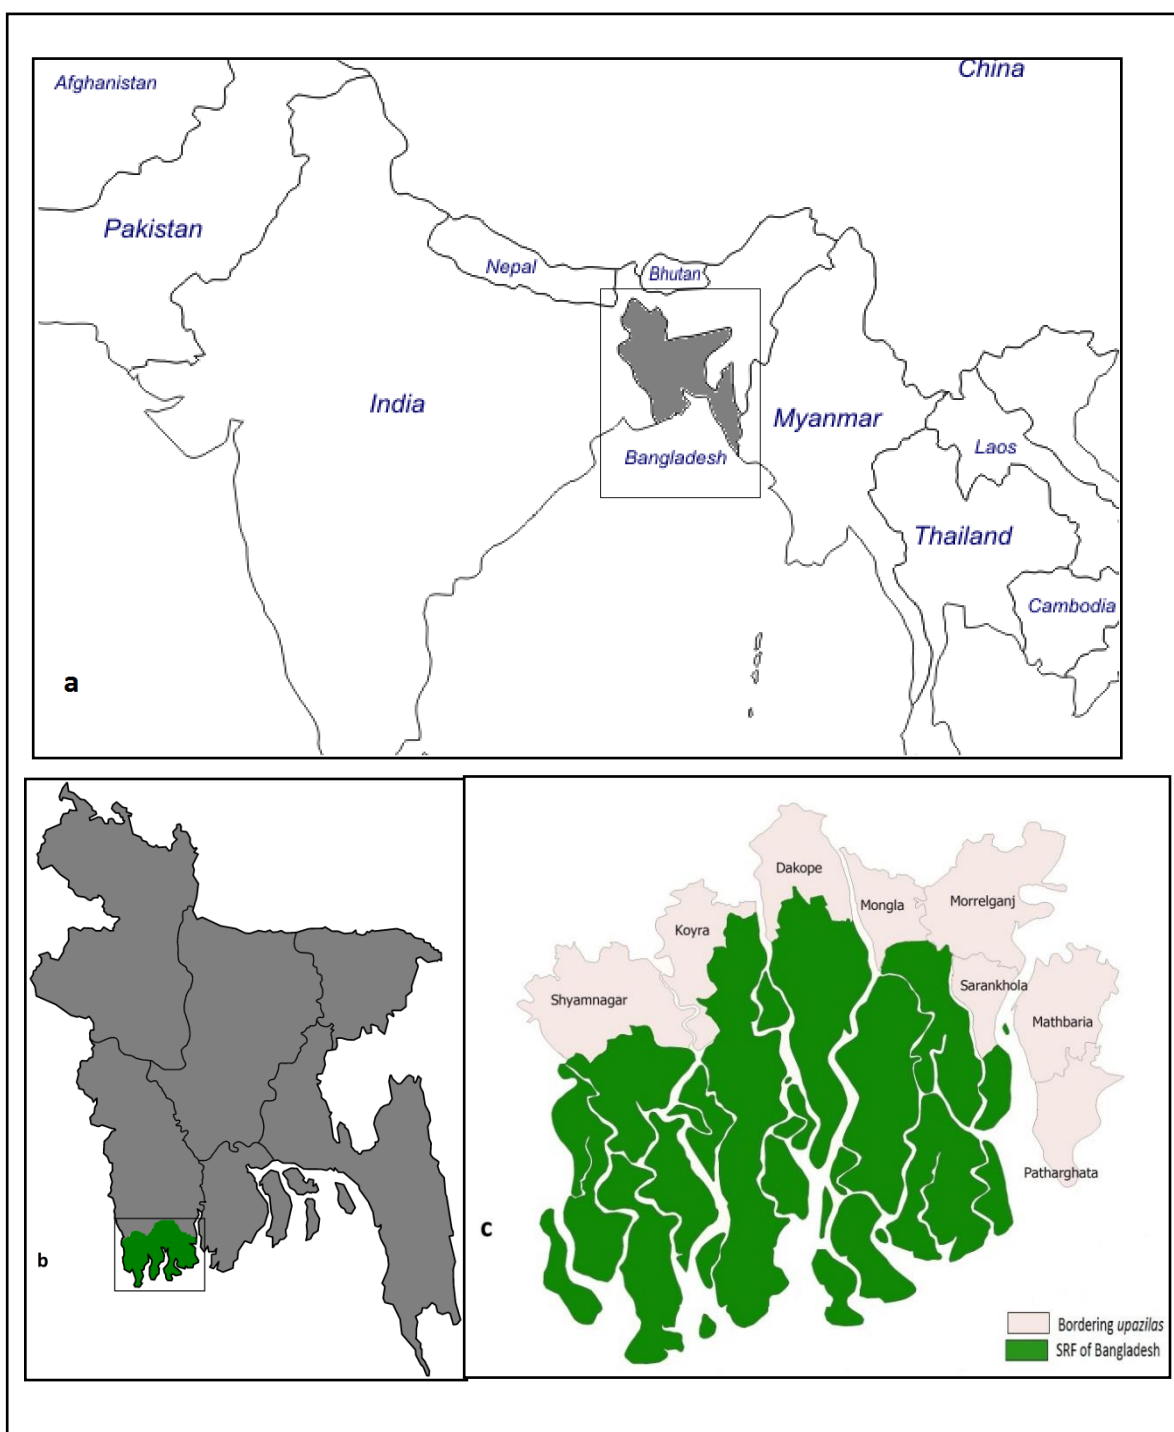 Afghanistan
China
Pakistan
Nepal
Bhutan
India
Myanmar
Bangladesh
Laos
Thailand
Cambodia
a
b
Dakope
Mongla
Morrelganj
Koyra
Shyamnagar
Sarankhola
Mathbaria
Patharghata
c
Bordering upazilas
SRF of Bangladesh